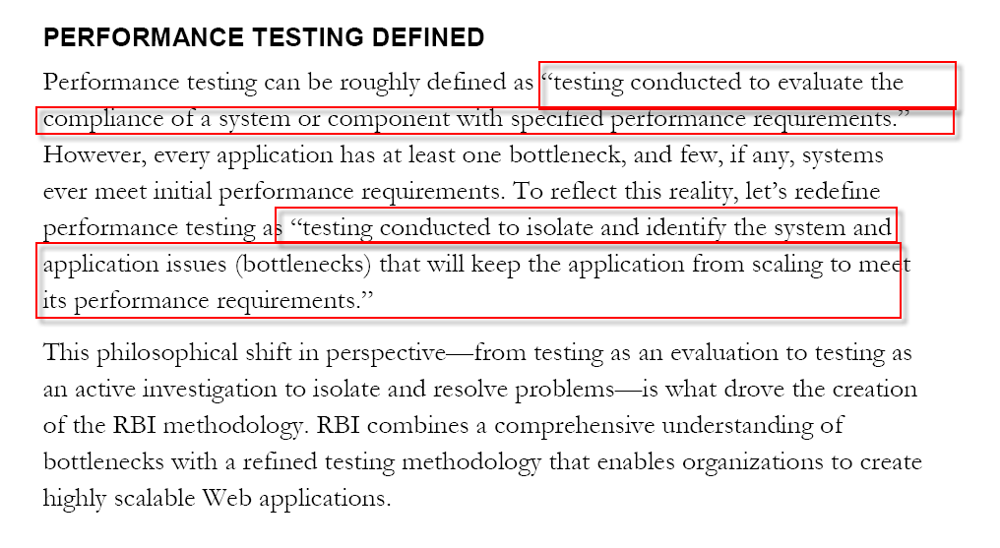 PERFORMANCE TESTING DEFINED
Performance testing can be roughly defined as “testing conducted to evaluate the
compliance of a system or component with specified performance requirements.”
However, every application has at least one bottleneck, and few, if any, systems
ever meet initial performance requirements. To reflect this reality, let’s redefine
performance testing as “testing conducted to isolate and identify the system and
application issues (bottlenecks) that will keep the application from scaling to meet
its performance requirements.”
This philosophical shift in perspective—from testing as an evaluation to testing as
an active investigation to isolate and resolve problems—is what drove the creation
of the RBI methodology. RBI combines a comprehensive understanding of
bottlenecks with a refined testing methodology that enables organizations to create
highly scalable Web applications.